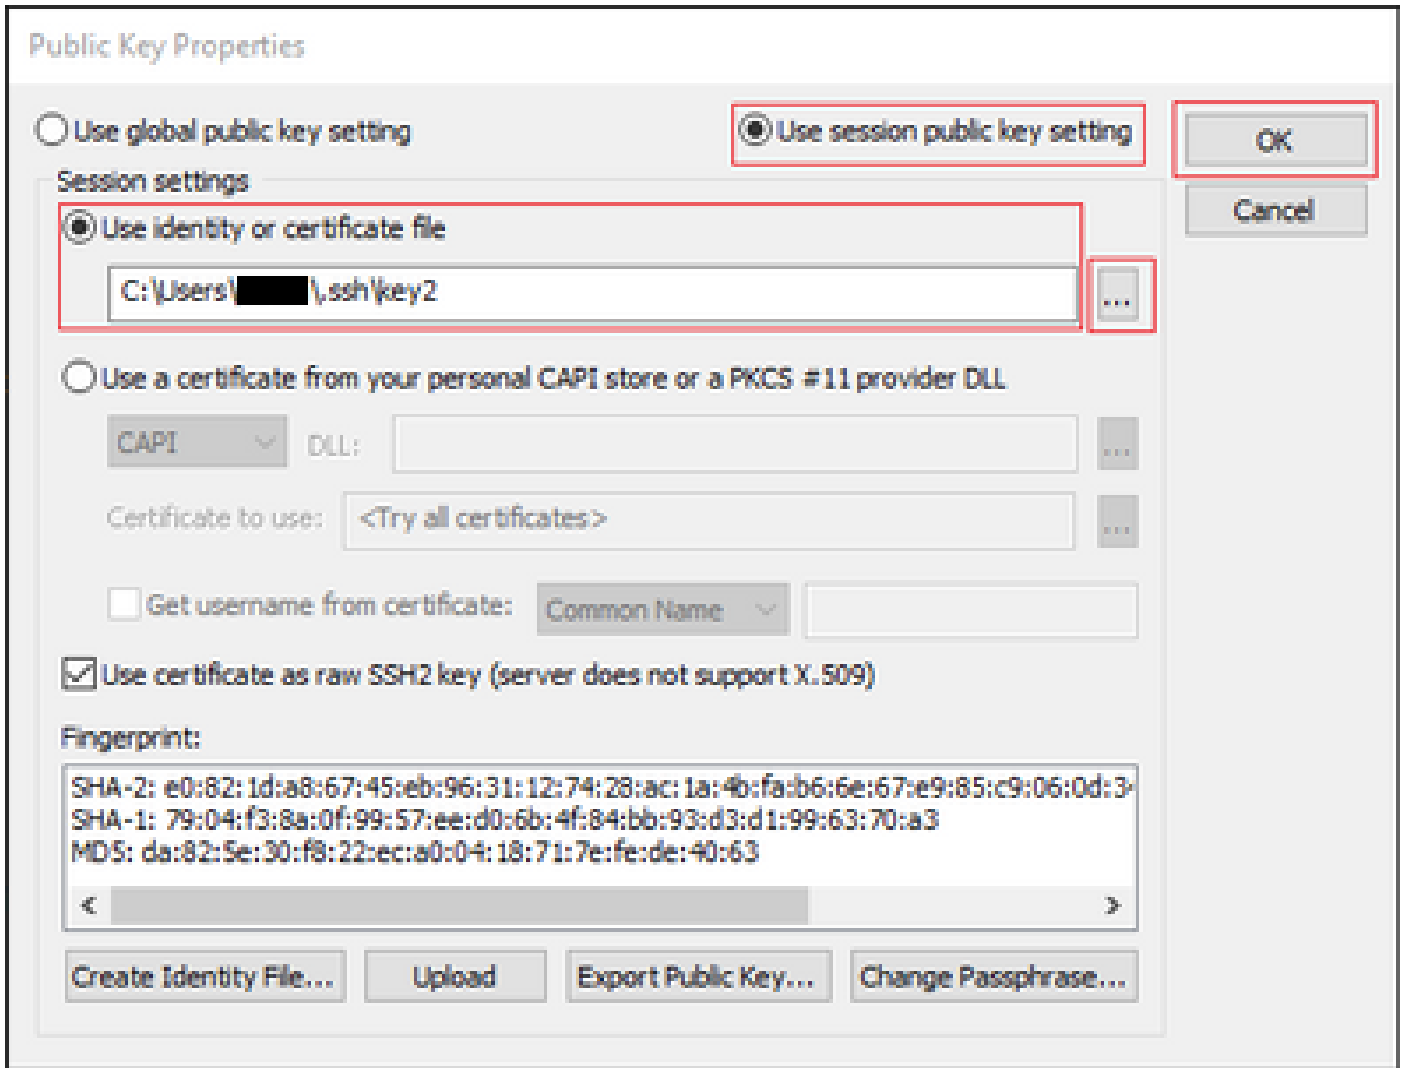 Public Key Properties
Use global public key setting
Use session public key setting
OK
Session settings
Cancel
Use identity or certificate file
C:\Users\ \.ssh\key2
...
Use a certificate from your personal CAPI store or a PKCS #11 provider DLL
CAPI DLL: ...
Certificate to use: <Try all certificates> ...
Get username from certificate: Common Name
Use certificate as raw SSH2 key (server does not support X.509)
Fingerprint:
SHA-2: e0:82:1d:a8:67:45:eb:96:31:12:74:28:ac:1a:4b:fa:b6:6e:67:e9:85:c9:06:0d:3
SHA-1: 79:04:f3:8a:0f:99:57:ee:d0:6b:4f:84:bb:93:d3:d1:99:63:70:a3
MD5: da:82:5e:30:f8:22:ec:a0:04:18:71:7e:fe:de:40:63
Create Identity File...
Upload
Export Public Key...
Change Passphrase...